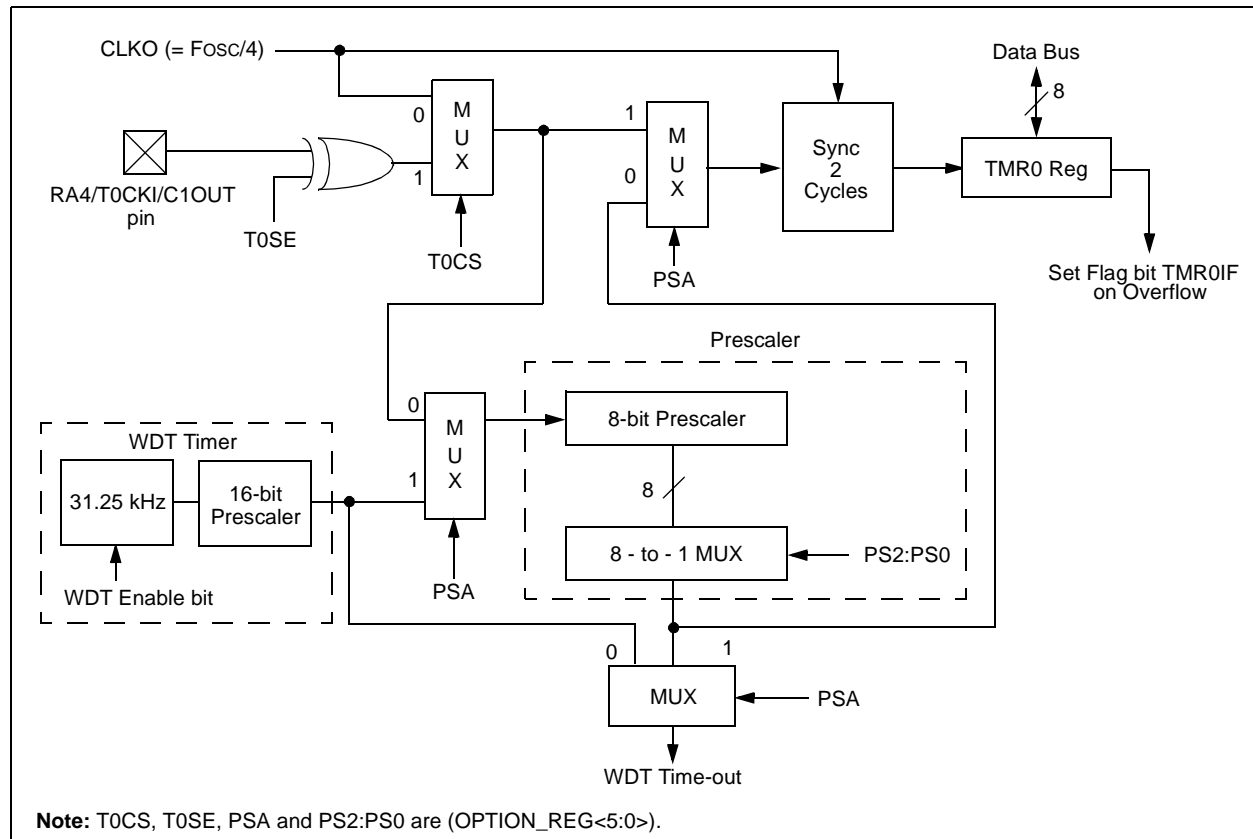 CLKO (= FOSC/4)
Data Bus
8
0
M
U
X
1
1
M
U
X
0
Sync
2
Cycles
TMR0 Reg
RA4/T0CKI/C1OUT
pin
T0SE
T0CS
PSA
Set Flag bit TMR0IF
on Overflow
Prescaler
0
M
U
X
1
8-bit Prescaler
WDT Timer
31.25 kHz
16-bit
Prescaler
8
8 - to - 1 MUX
PS2:PS0
WDT Enable bit
PSA
0
1
MUX
PSA
WDT Time-out
Note: T0CS, T0SE, PSA and PS2:PS0 are (OPTION_REG<5:0>).